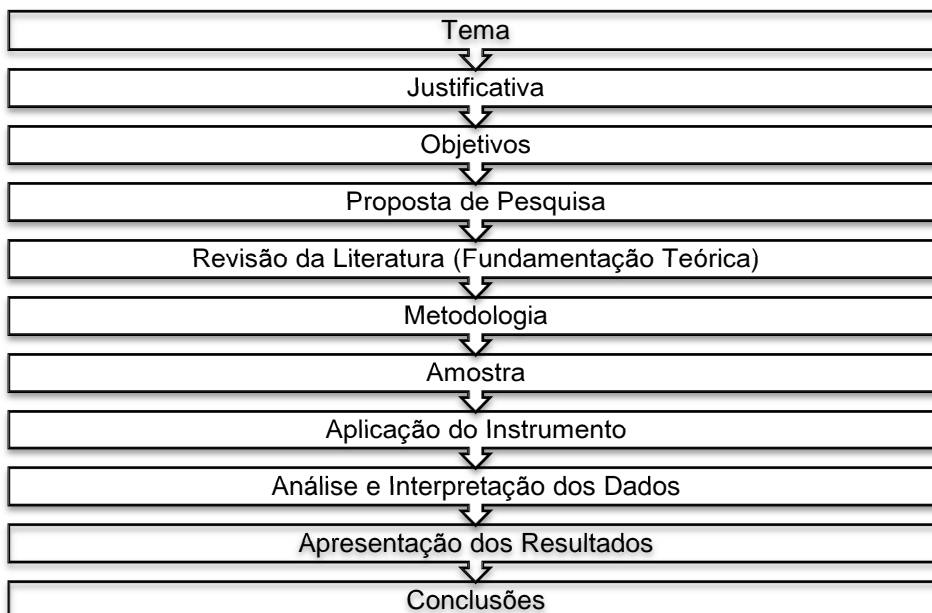 Tema
Justificativa
Objetivos
Proposta de Pesquisa
Revisão da Literatura (Fundamentação Teórica)
Metodologia
Amostra
Aplicação do Instrumento
Análise e Interpretação dos Dados
Apresentação dos Resultados
Conclusões